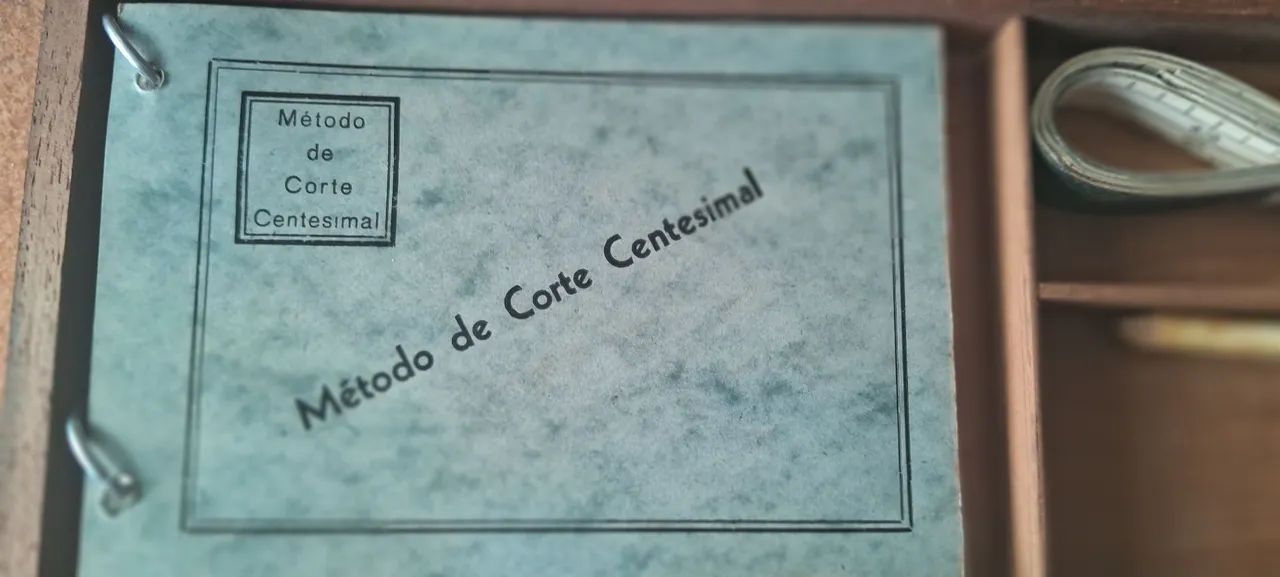 Método
de
Corte
Centesimal
Método de Corte Centesimal